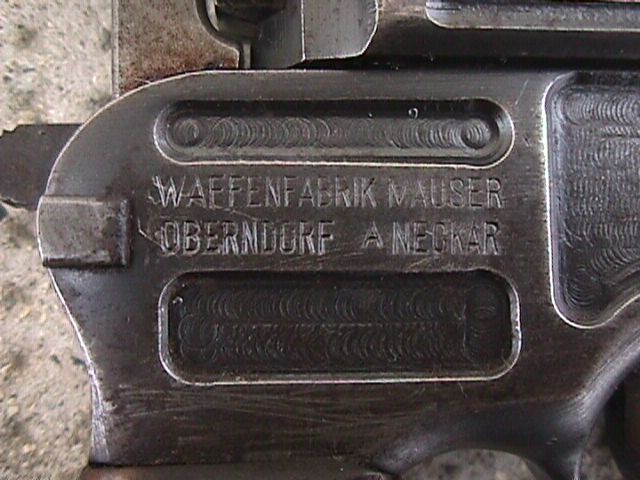 WAFFENFABRIK MAUSER
OBERNDORF A NECKAR